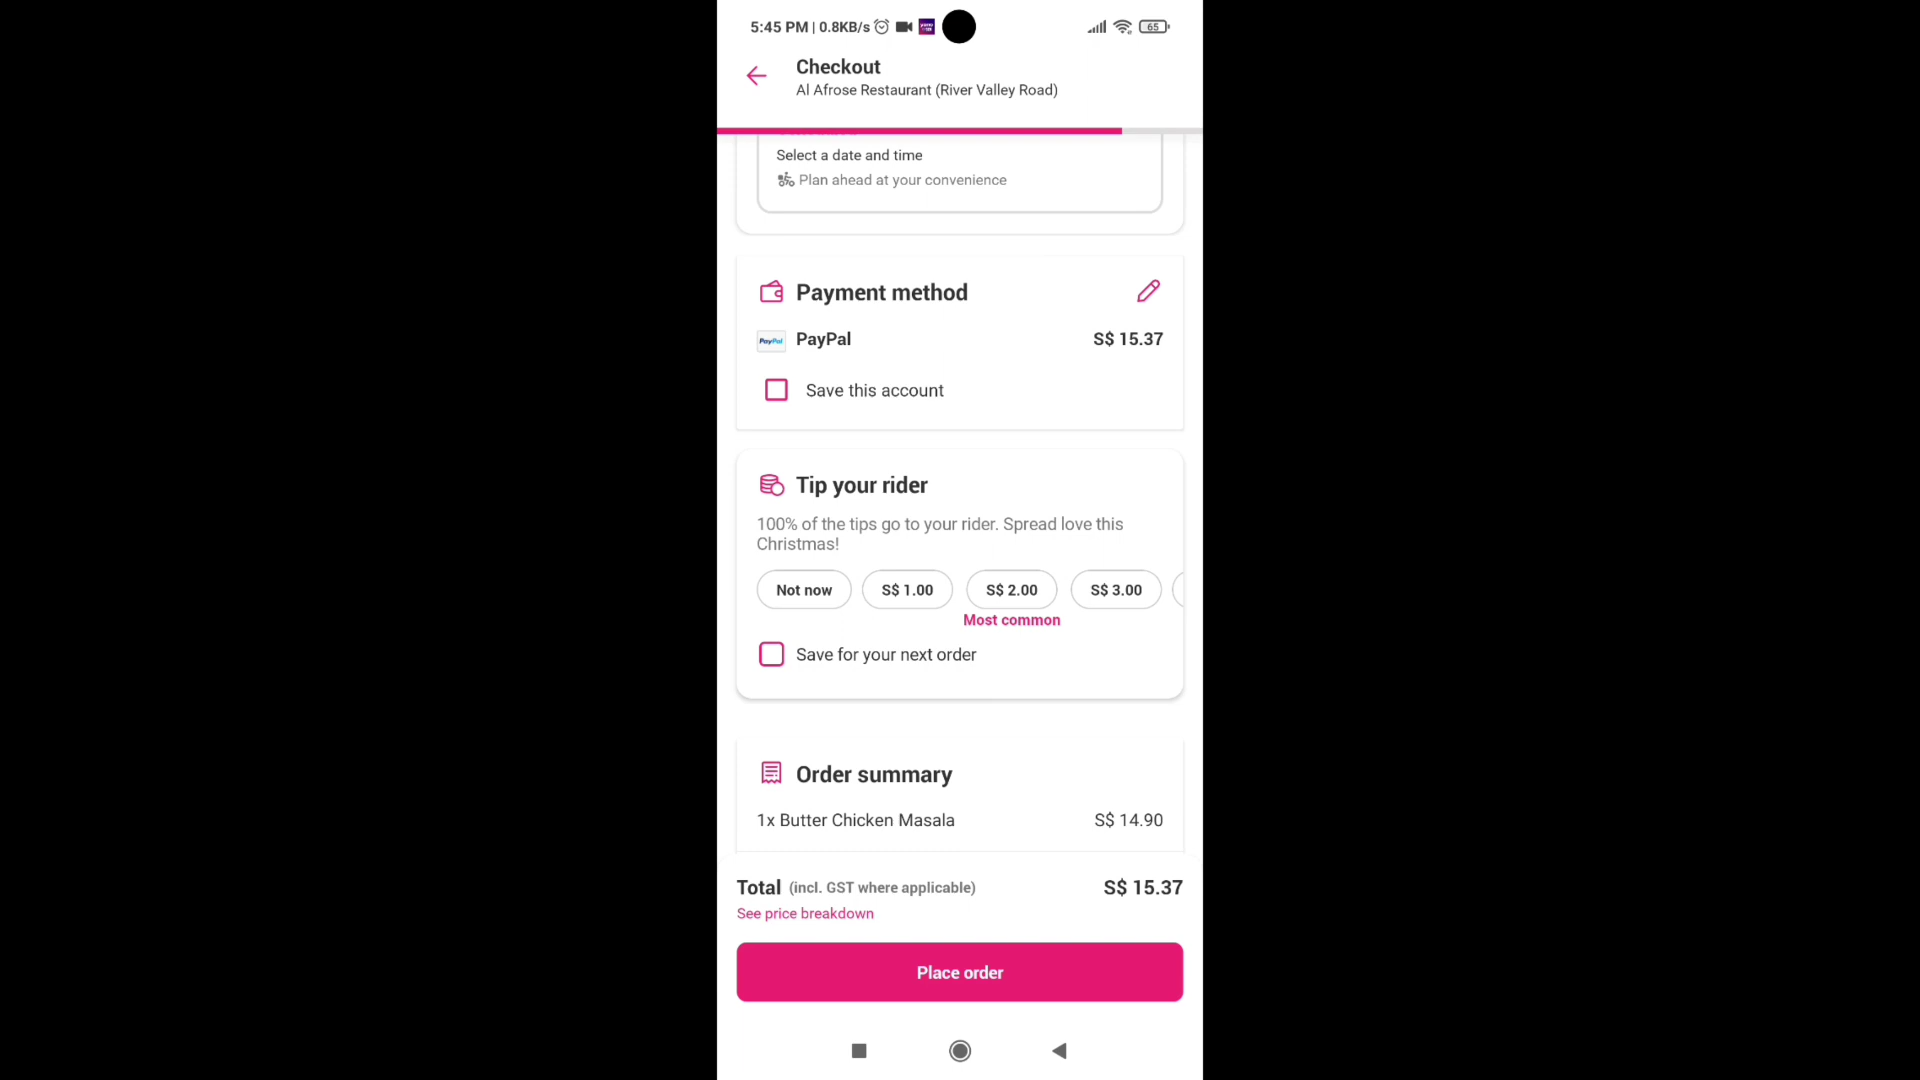 5:45 PM | 0.8KB/s 65
Checkout
Al Afrose Restaurant (River Valley Road)
Select a date and time
Plan ahead at your convenience
Payment method
PayPal PayPal S$ 15.37
Save this account
Tip your rider
100% of the tips go to your rider. Spread love this
Christmas!
Not now S$ 1.00 S$ 2.00 S$ 3.00
Most common
Save for your next order
Order summary
1x Butter Chicken Masala S$ 14.90
Total (incl. GST where applicable) S$ 15.37
See price breakdown
Place order